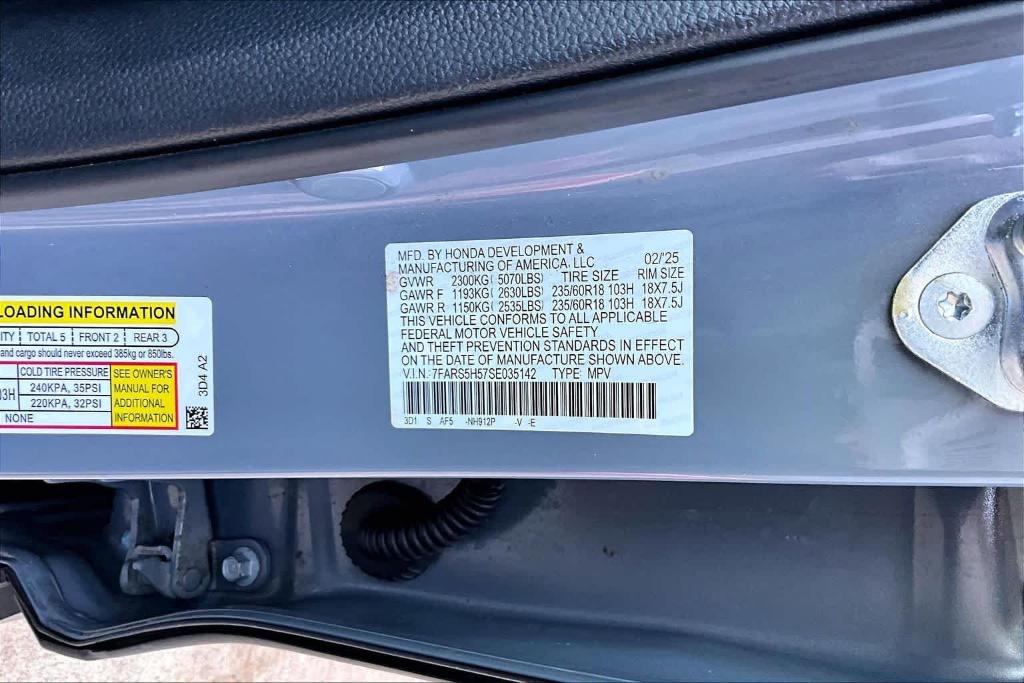 MFD. BY HONDA DEVELOPMENT & 02/'25
MANUFACTURING OF AMERICA, LLC
GVWR 2300KG( 5070LBS) TIRE SIZE RIM SIZE
GAWR F 1193KG( 2630LBS) 235/60R18 103H 18X7.5J
GAWR R 1150KG( 2535LBS) 235/60R18 103H 18X7.5J
THIS VEHICLE CONFORMS TO ALL APPLICABLE
FEDERAL MOTOR VEHICLE SAFETY
AND THEFT PREVENTION STANDARDS IN EFFECT
ON THE DATE OF MANUFACTURE SHOWN ABOVE.
V.I.N.:7FARS5H57SE035142 TYPE: MPV
3D1 S AF5 -NH912P -V -E
LOADING INFORMATION
ITY TOTAL 5 FRONT 2 REAR 3
and cargo should never exceed 385kg or 850lbs.
COLD TIRE PRESSURE
03H 240KPA, 35PSI
220KPA, 32PSI
NONE
SEE OWNER'S
MANUAL FOR
ADDITIONAL
INFORMATION
3D4 A2